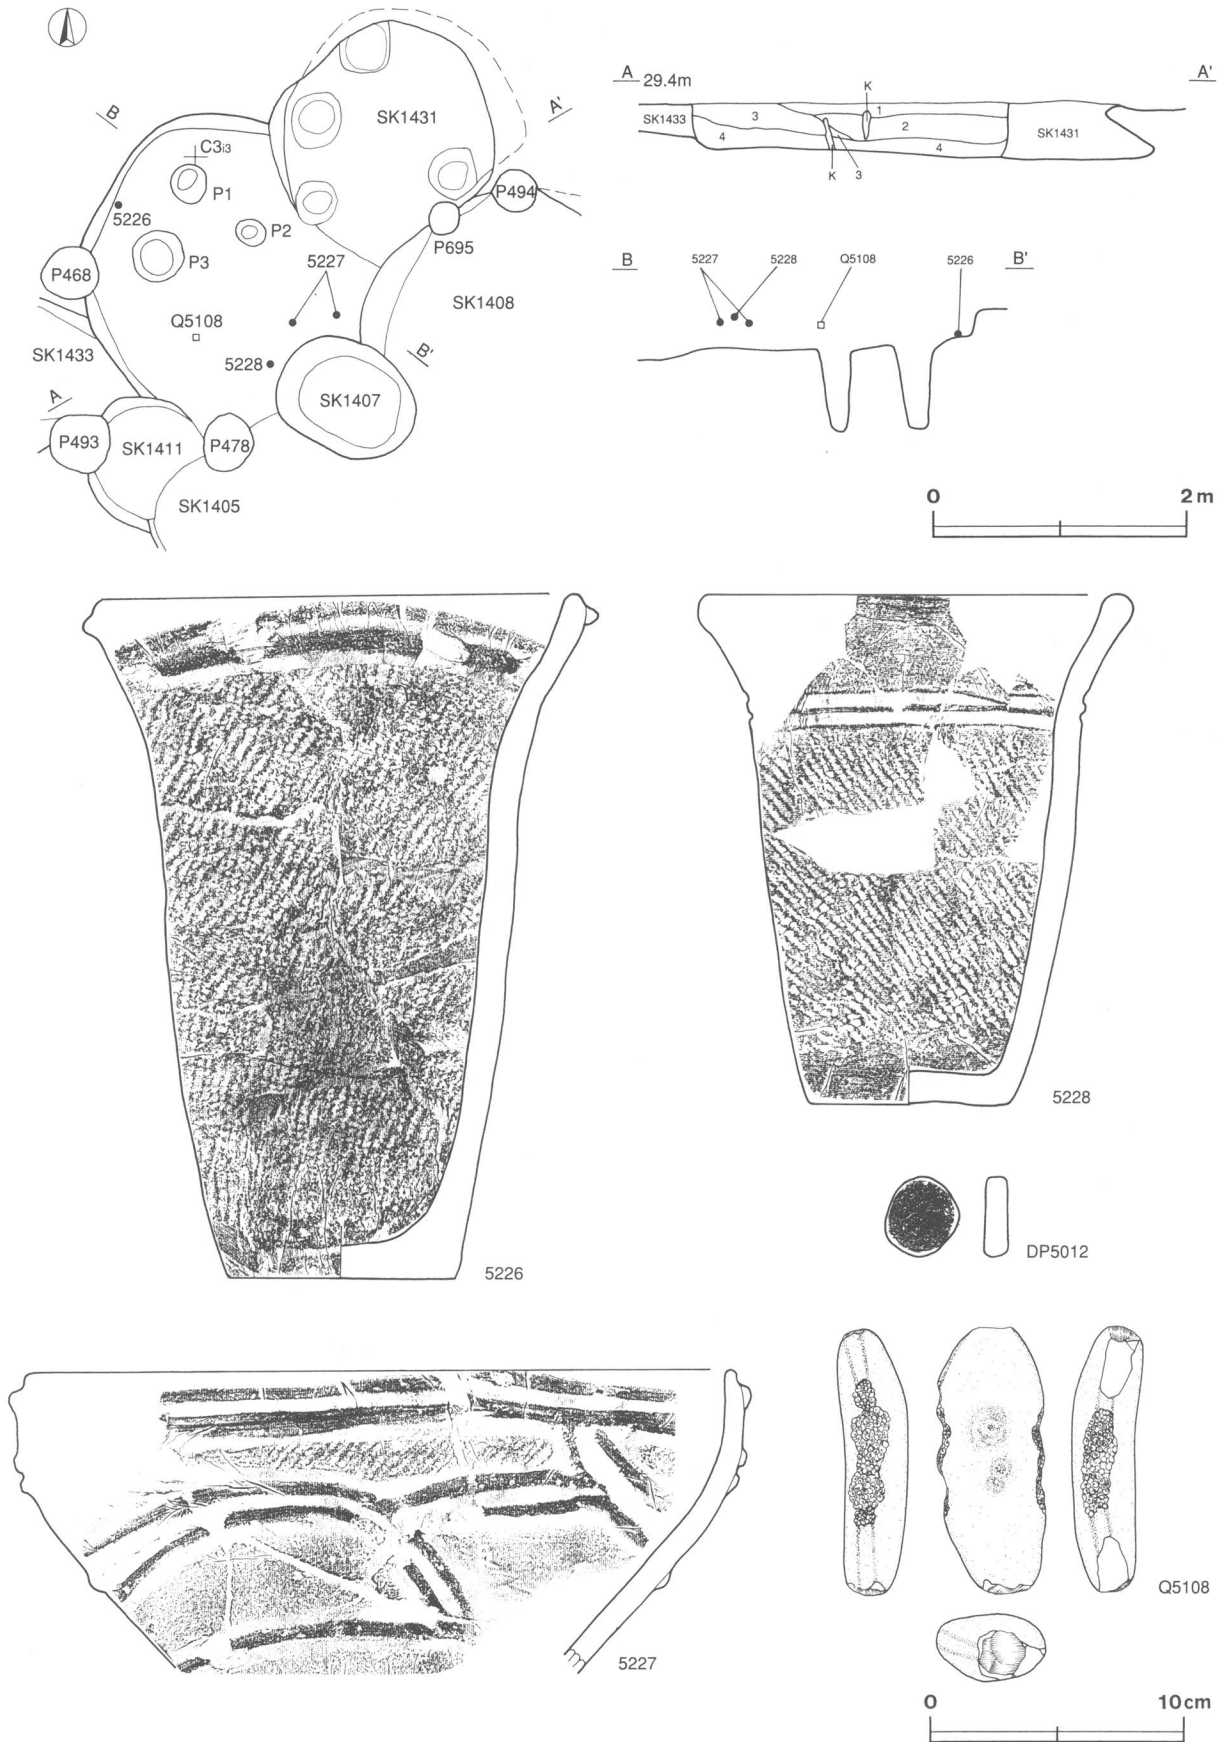 A 29.4m A'
K
SK1433 3 1 2 SK1431
4 4
K 3
SK1431
B
A'
C3i3
P1
P494
5226
P2
P695
P3
5227
P468
SK1408
Q5108
SK1433
5228
B'
A
SK1407
P493
SK1411
P478
SK1405
B 5227 5228 Q5108 5226 B'
0 2m
5228
DP5012
5226
Q5108
5227
0 10cm